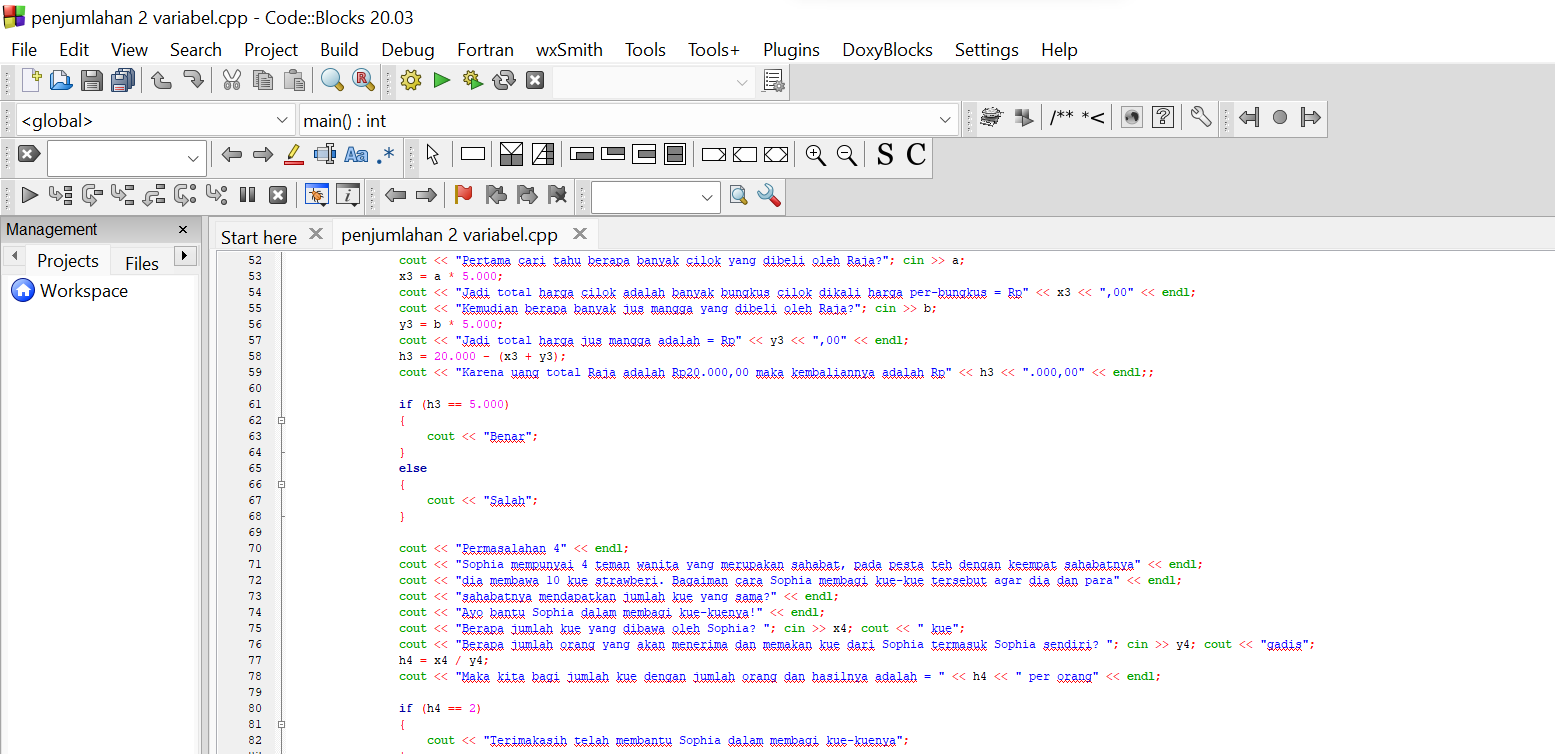 penjumlahan 2 variabel.cpp - Code::Blocks 20.03
File Edit View Search Project Build Debug Fortran wxSmith Tools Tools+ Plugins DoxyBlocks Settings Help
<global> main() : int /** *<
Aa .* S C
Management
Start here penjumlahan 2 variabel.cpp
Projects Files
Workspace
52 cout << "Pertama cari tahu berapa banyak cilok yang dibeli oleh Raja?"; cin >> a;
53 x3 = a * 5.000;
54 cout << "Jadi total harga cilok adalah banyak bungkus cilok dikali harga per-bungkus = Rp" << x3 << ",00" << endl;
55 cout << "Kemudian berapa banyak jus mangga yang dibeli oleh Raja?"; cin >> b;
56 y3 = b * 5.000;
57 cout << "Jadi total harga jus mangga adalah = Rp" << y3 << ",00" << endl;
58 h3 = 20.000 - (x3 + y3);
59 cout << "Karena uang total Raja adalah Rp20.000,00 maka kembaliannya adalah Rp" << h3 << ".000,00" << endl;;
60
61 if (h3 == 5.000)
62 {
63 cout << "Benar";
64 }
65 else
66 {
67 cout << "Salah";
68 }
69
70 cout << "Permasalahan 4" << endl;
71 cout << "Sophia mempunyai 4 teman wanita yang merupakan sahabat, pada pesta teh dengan keempat sahabatnya" << endl;
72 cout << "dia membawa 10 kue strawberi. Bagaiman cara Sophia membagi kue-kue tersebut agar dia dan para" << endl;
73 cout << "sahabatnya mendapatkan jumlah kue yang sama?" << endl;
74 cout << "Ayo bantu Sophia dalam membagi kue-kuenya!" << endl;
75 cout << "Berapa jumlah kue yang dibawa oleh Sophia? "; cin >> x4; cout << " kue";
76 cout << "Berapa jumlah orang yang akan menerima dan memakan kue dari Sophia termasuk Sophia sendiri? "; cin >> y4; cout << "gadis";
77 h4 = x4 / y4;
78 cout << "Maka kita bagi jumlah kue dengan jumlah orang dan hasilnya adalah = " << h4 << " per orang" << endl;
79
80 if (h4 == 2)
81 {
82 cout << "Terimakasih telah membantu Sophia dalam membagi kue-kuenya";